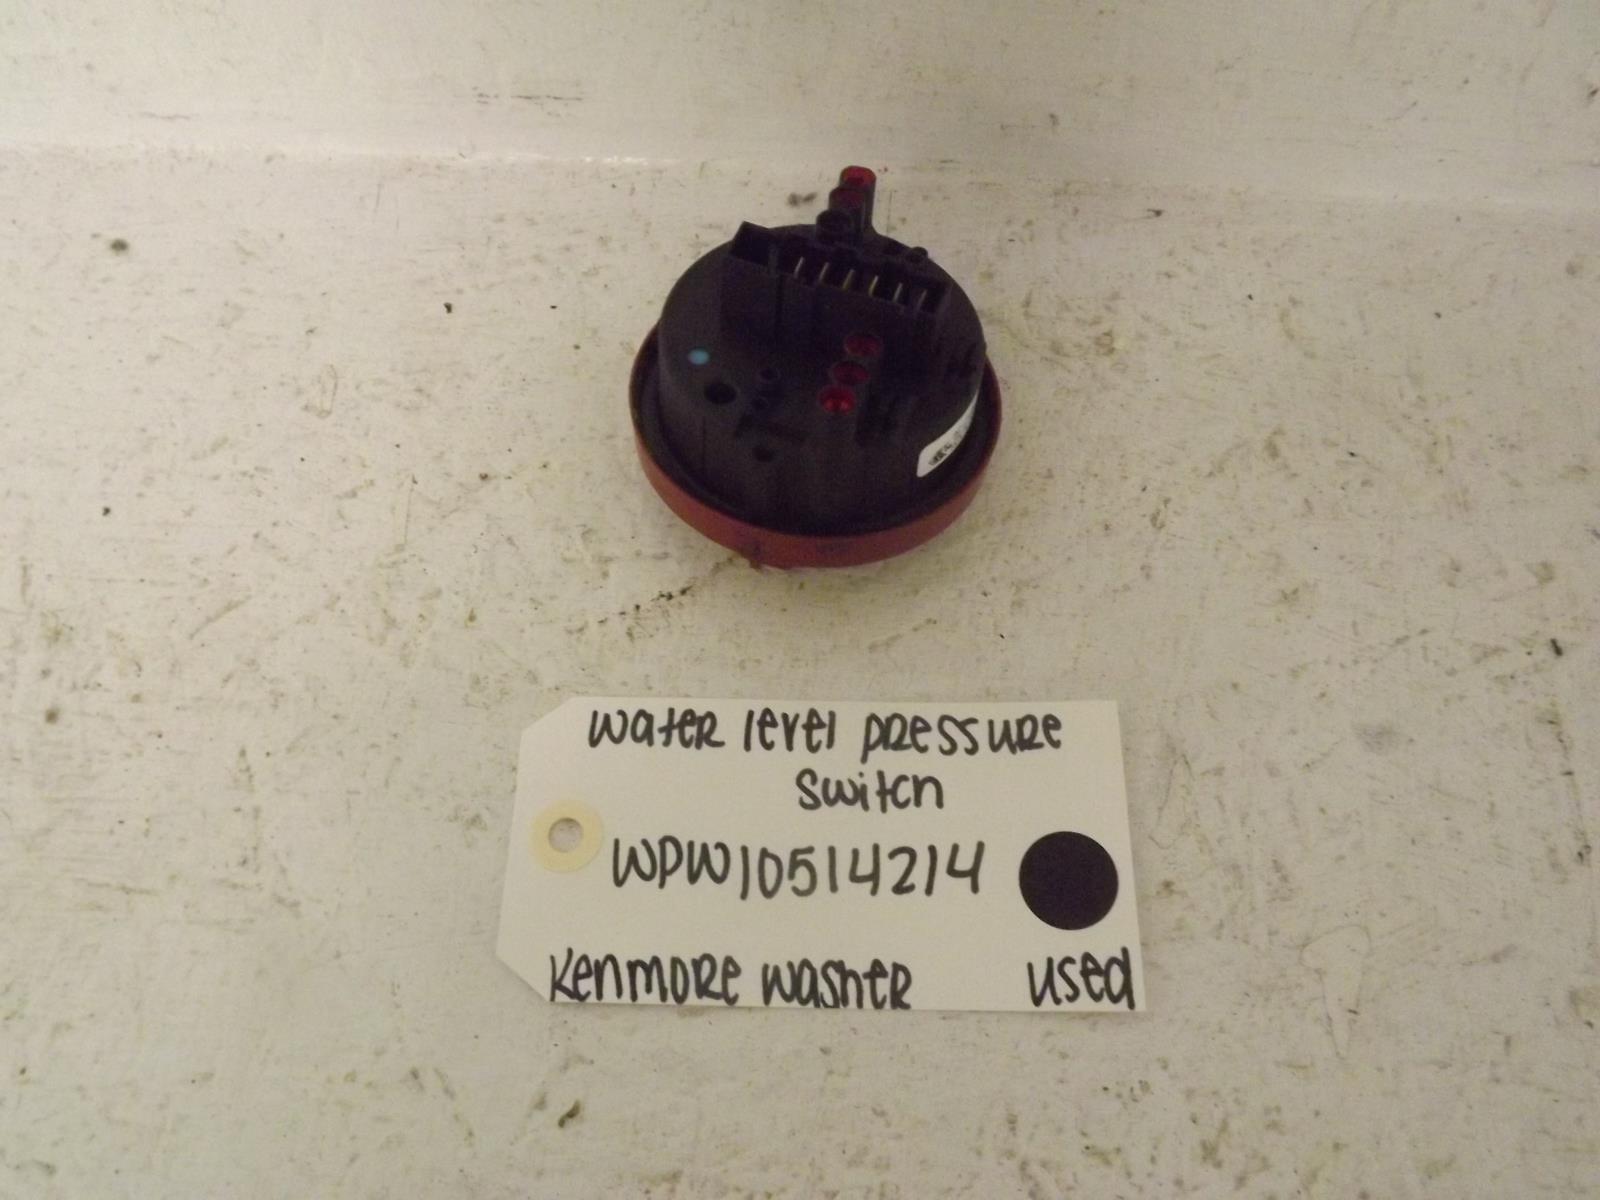 water level pressure
switch
WPW10514214
Kenmore washer used